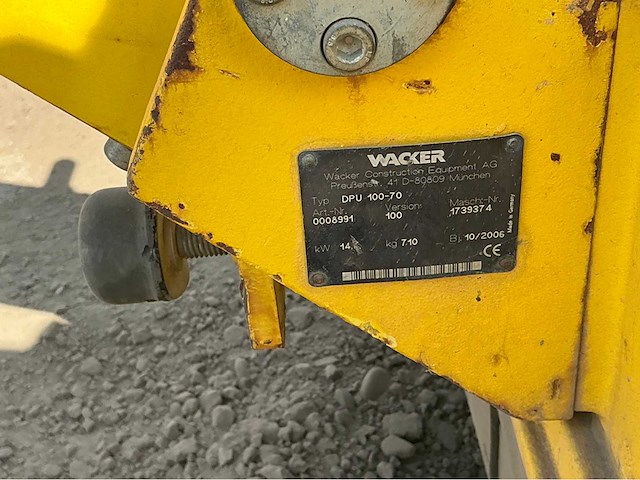 WACKER
Wacker Construction Equipment AG
Preußenstr. 41 D-80809 München
Typ DPU 100-70
Art.-Nr. Version: Masch.-Nr.
0008991 100 1739374
kW 14 kg 710 Bj. 10/2006
CE
Made in Germany